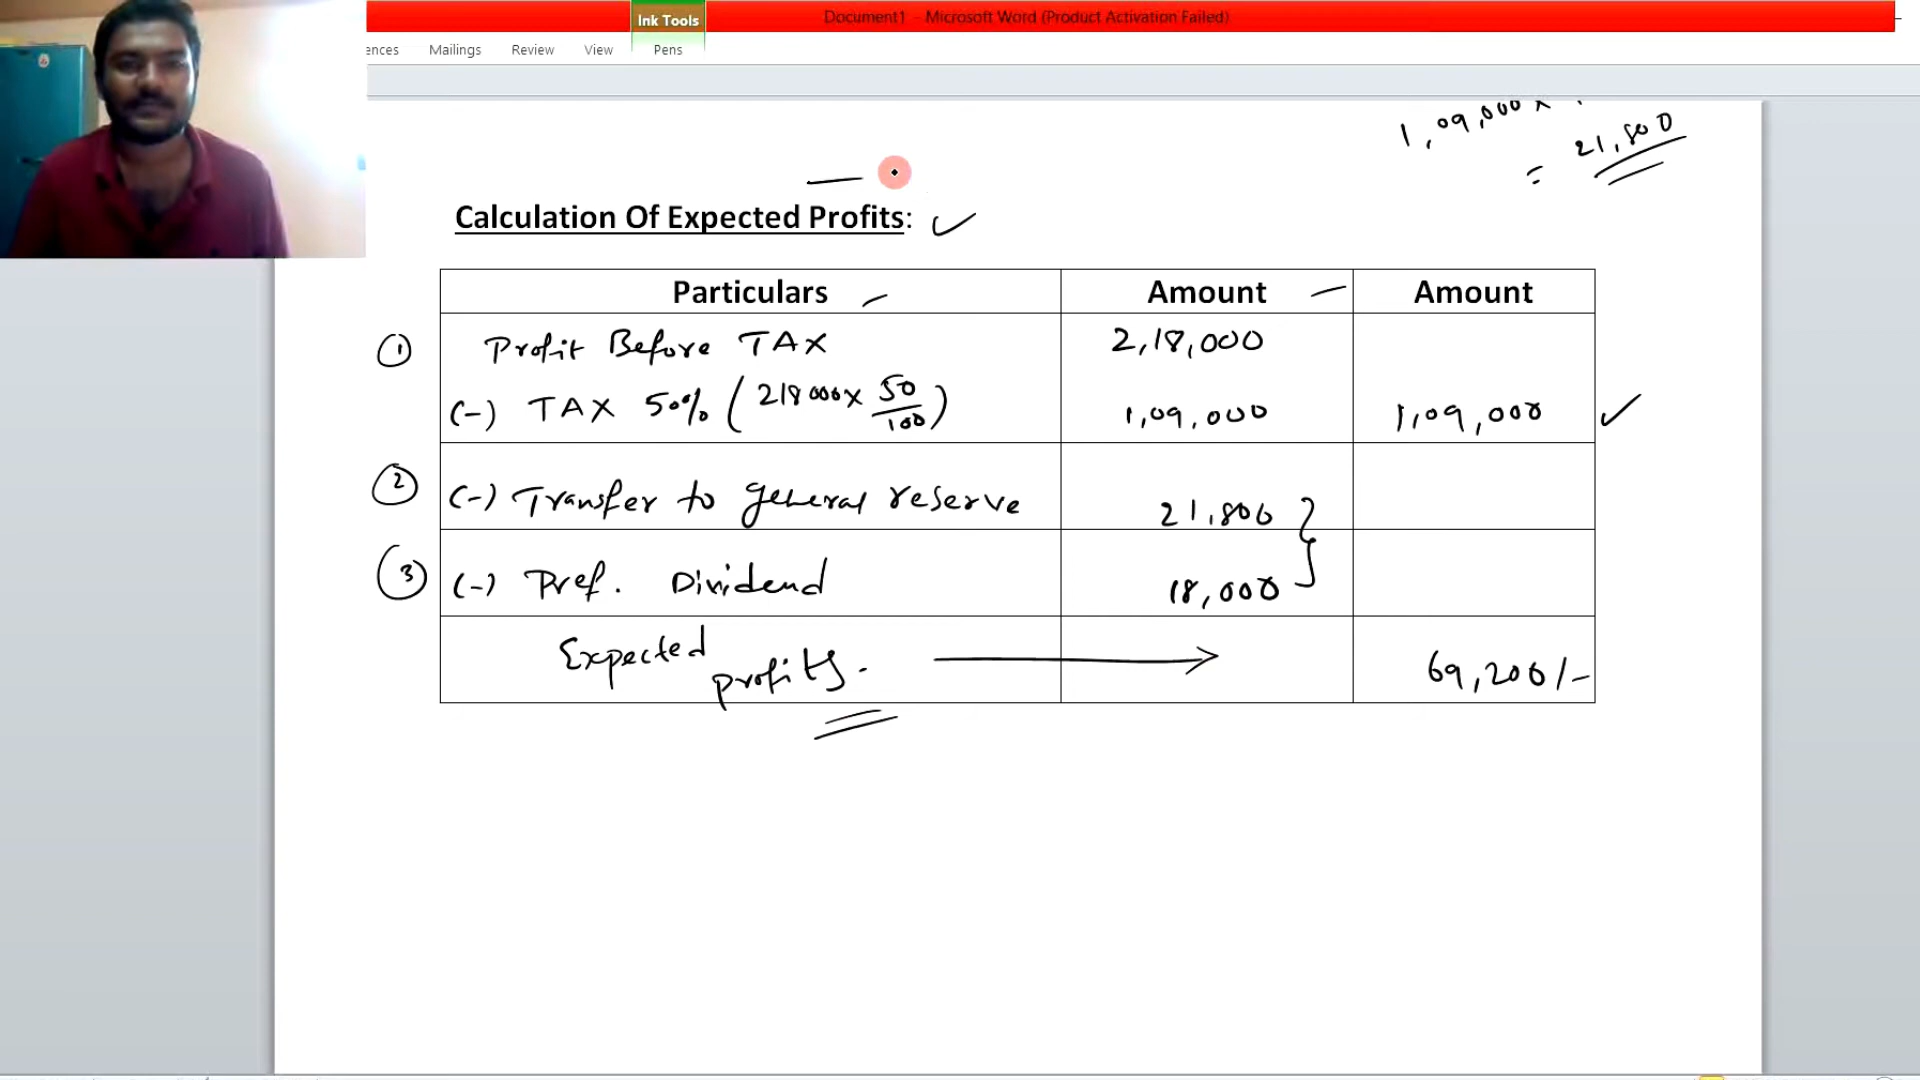 Ink Tools
Document1 - Microsoft Word (Product Activation Failed)
ences Mailings Review View Pens
1,09,000 x
= 21,800
Calculation Of Expected Profits:
Particulars Amount Amount
1 Profit Before TAX 2,18,000
(-) TAX 50% (218000 x 50/100) 1,09,000 1,09,000
2 (-) Transfer to general reserve 21,800
3 (-) Pref. Dividend 18,000
Expected profits. 69,200/-